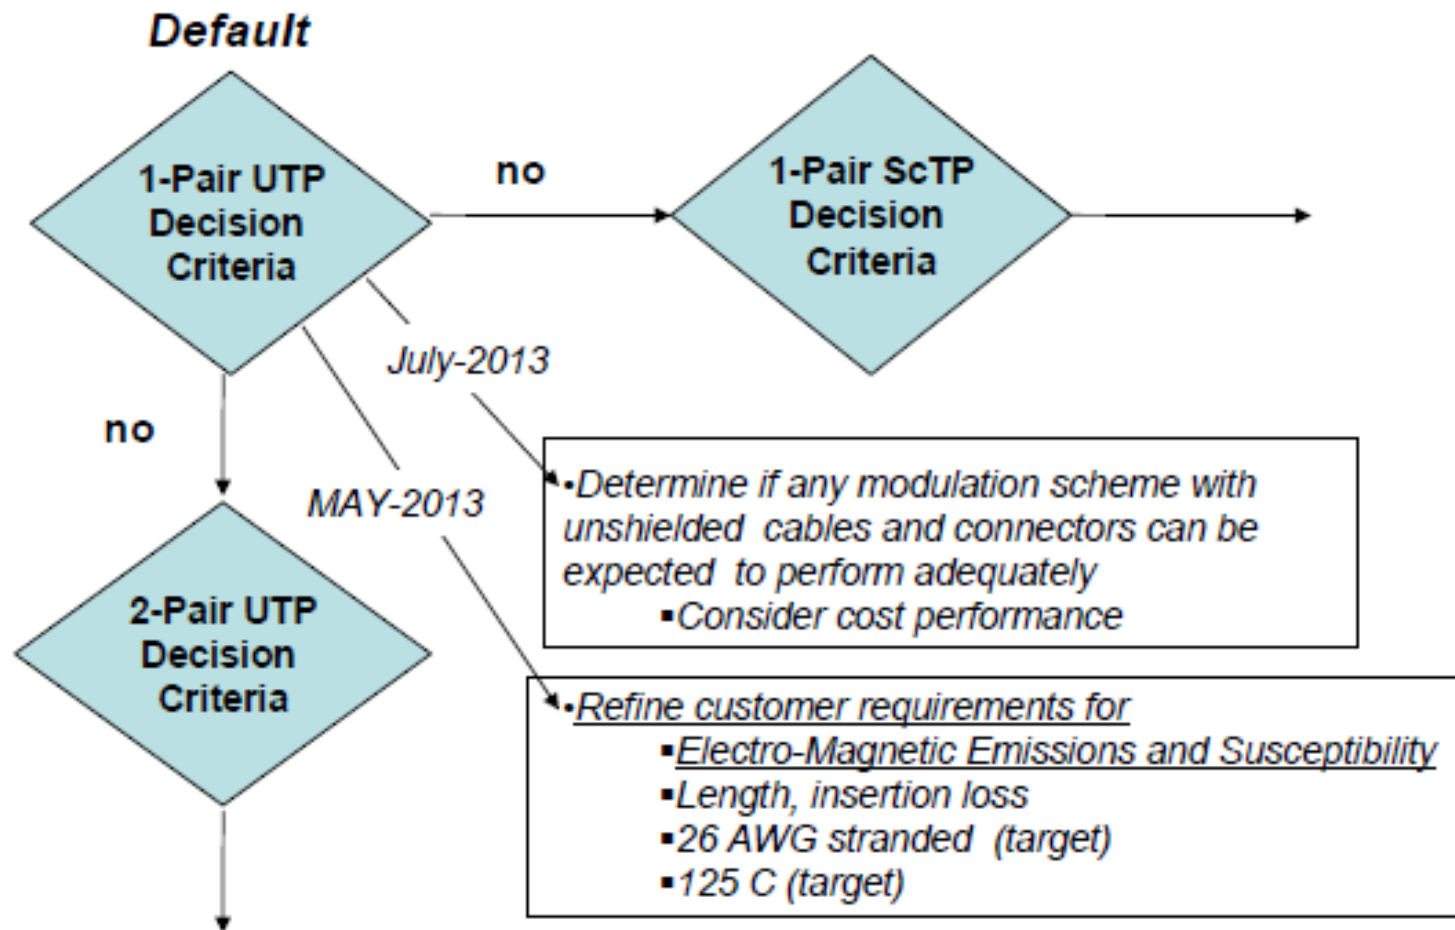 Default
1-Pair UTP
Decision
Criteria
no
1-Pair ScTP
Decision
Criteria
July-2013
no
MAY-2013
•Determine if any modulation scheme with
unshielded cables and connectors can be
expected to perform adequately
▪Consider cost performance
2-Pair UTP
Decision
Criteria
•Refine customer requirements for
▪Electro-Magnetic Emissions and Susceptibility
▪Length, insertion loss
▪26 AWG stranded (target)
▪125 C (target)